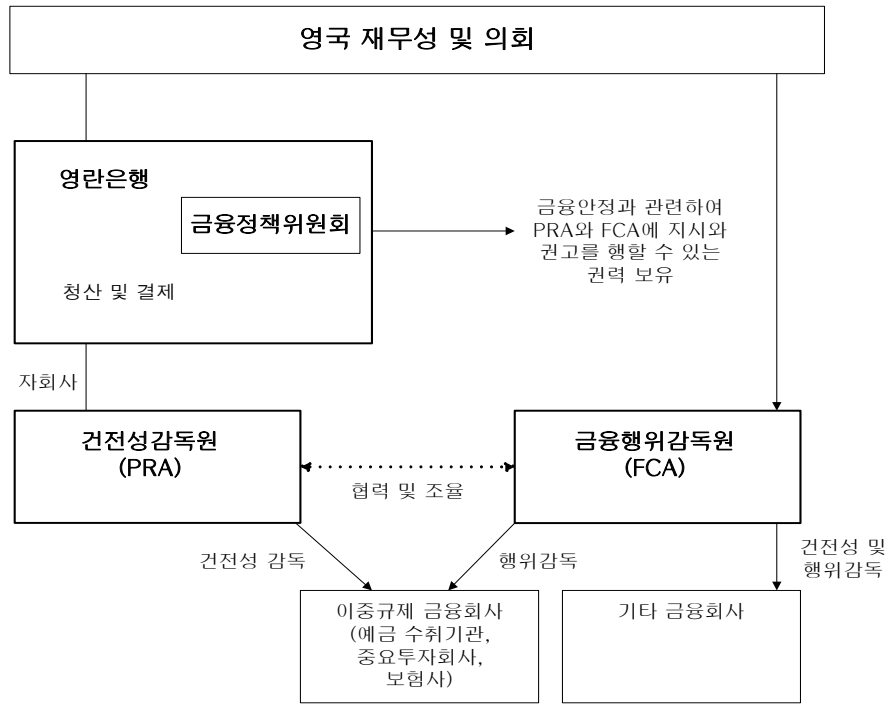 영국 재무성 및 의회
영란은행
금융정책위원회
청산 및 결제
금융안정과 관련하여
PRA와 FCA에 지시와
권고를 행할 수 있는
권력 보유
자회사
건전성감독원
(PRA)
금융행위감독원
(FCA)
협력 및 조율
건전성 감독
행위감독
건전성 및
행위감독
이중규제 금융회사
(예금 수취기관,
중요투자회사,
보험사)
기타 금융회사